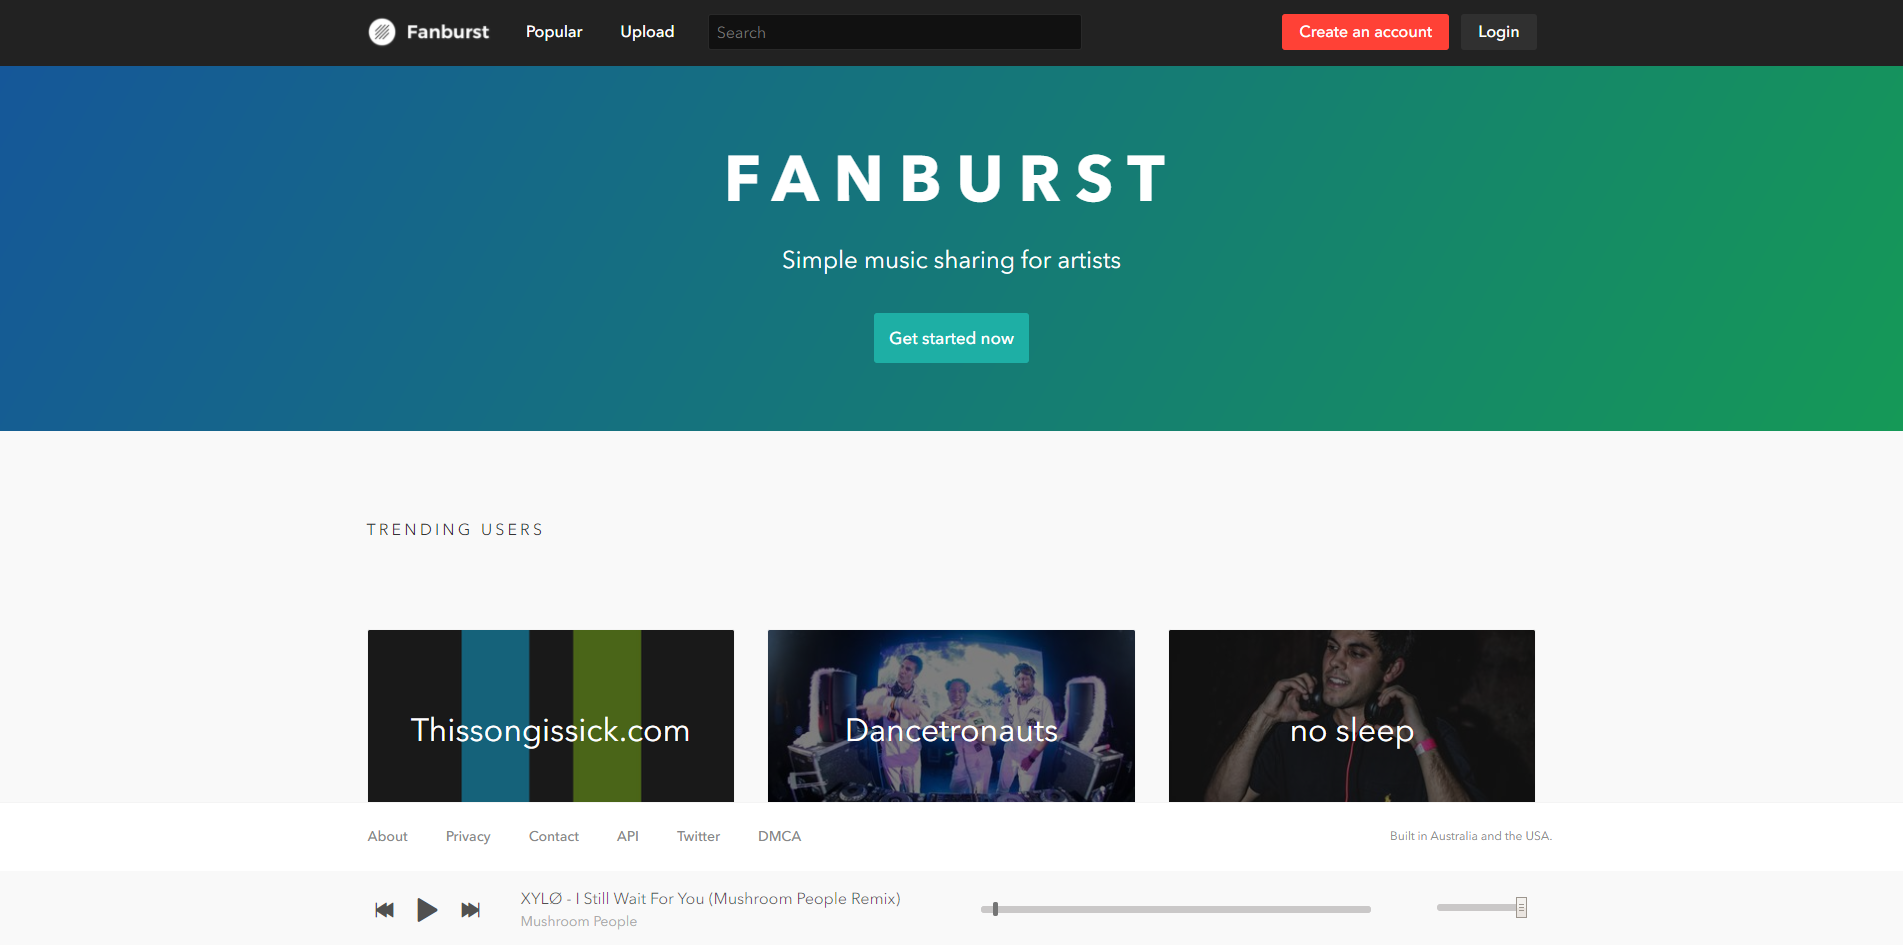 Fanburst
Popular
Upload
Search
Create an account
Login
FANBURST
Simple music sharing for artists
Get started now
TRENDING USERS
Thissongissick.com
Dancetronauts
no sleep
About
Privacy
Contact
API
Twitter
DMCA
Built in Australia and the USA.
XYLØ - I Still Wait For You (Mushroom People Remix)
Mushroom People